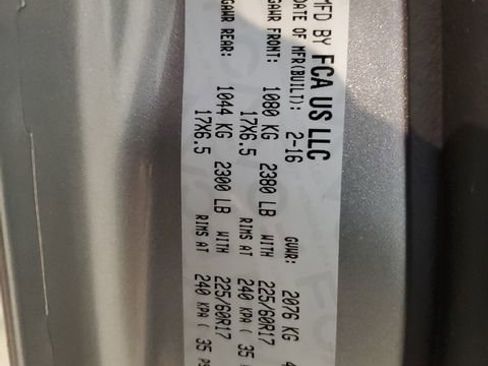 MFD BY FCA US LLC
DATE OF MFR(BUILT): 2-16 GVWR: 2076 KG
GAWR FRONT: 1080 KG 2380 LB WITH 225/60R17
17X6.5 RIMS AT 240 KPA ( 35
GAWR REAR: 1044 KG 2300 LB WITH 225/60R17
17X6.5 RIMS AT 240 KPA ( 35